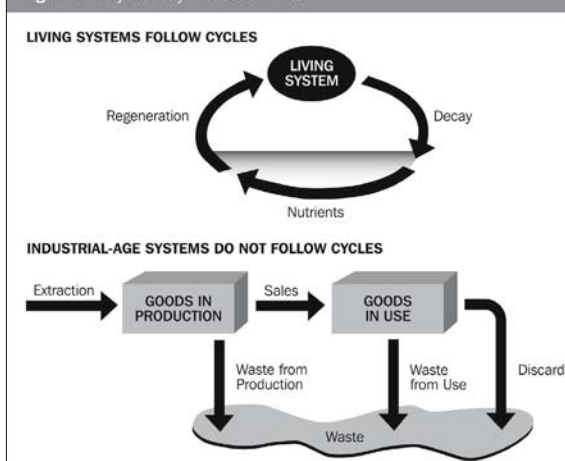 LIVING SYSTEMS FOLLOW CYCLES
LIVING
SYSTEM
Regeneration
Decay
Nutrients
INDUSTRIAL-AGE SYSTEMS DO NOT FOLLOW CYCLES
Extraction
GOODS IN
PRODUCTION
Sales
GOODS
IN USE
Waste from
Production
Waste
from Use
Discard
Waste